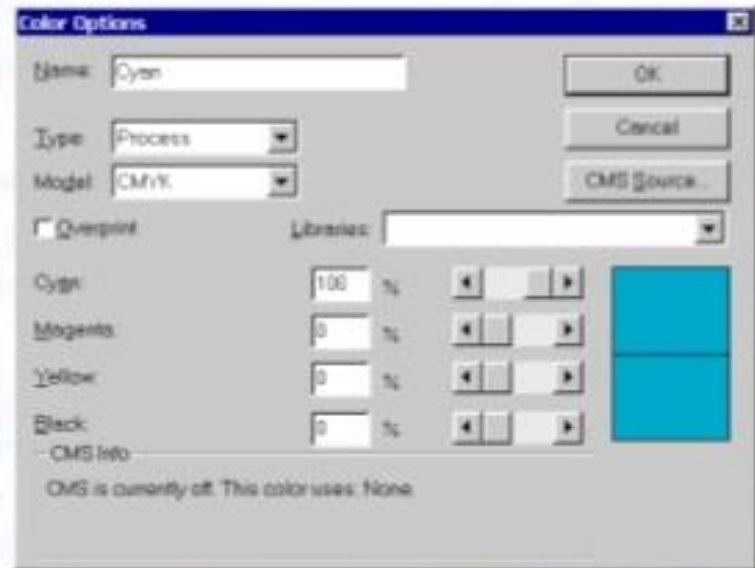 Color Options
Name: Cyan
OK
Type: Process
Cancel
Model: CMYK
CMS Source...
Overprint
Libraries:
Cyan: 100 %
Magenta: 0 %
Yellow: 0 %
Black: 0 %
CMS Info
CMS is currently off. This color uses: None.